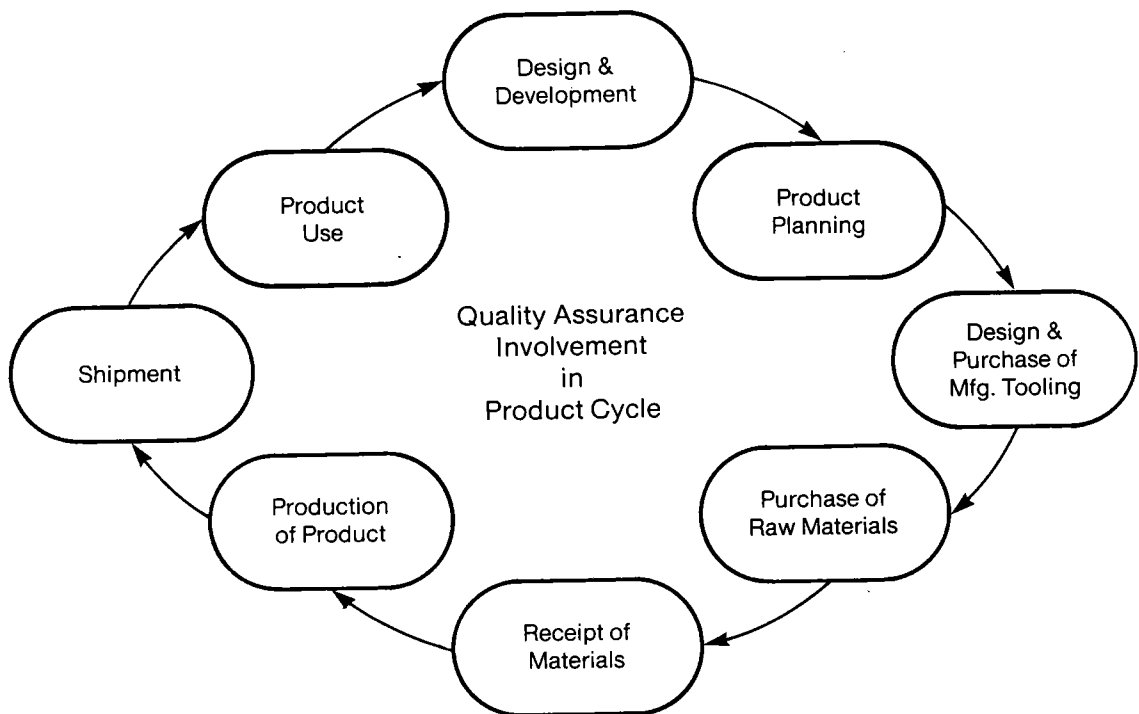 Design &
Development
Product
Planning
Design &
Purchase of
Mfg. Tooling
Purchase of
Raw Materials
Receipt of
Materials
Production
of Product
Shipment
Product
Use
Quality Assurance
Involvement
in
Product Cycle